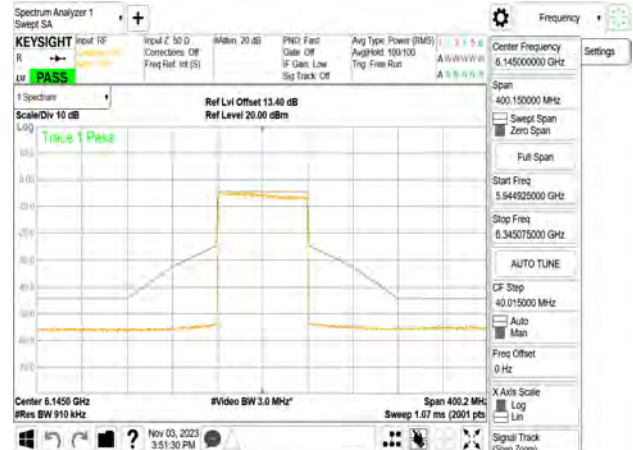 Spectrum Analyzer 1
Swept SA
+
Frequency
KEYSIGHT
Input: RF
Input Z: 50 Ω
Corrections: Off
Freq Ref: Int (S)
#Atten: 20 dB
PNO: Fast
Gate: Off
IF Gain: Low
Sig Track: Off
Avg Type: Power (RMS)
Avg|Hold: 100/100
Trig: Free Run
R
LV PASS
Center Frequency
6.145000000 GHz
Settings
Span
400.150000 MHz
Swept Span
Zero Span
Full Span
Start Freq
5.944925000 GHz
Stop Freq
6.345075000 GHz
AUTO TUNE
CF Step
40.015000 MHz
Auto
Man
Freq Offset
0 Hz
X Axis Scale
Log
Lin
Signal Track
(Span Zoom)
1 Spectrum
Scale/Div 10 dB
Ref Lvl Offset 13.40 dB
Ref Level 20.00 dBm
Log
Trace 1 Pass
Center 6.1450 GHz
#Res BW 910 kHz
#Video BW 3.0 MHz*
Span 400.2 MHz
Sweep 1.07 ms (2001 pts
?
Nov 03, 2023
3:51:30 PM